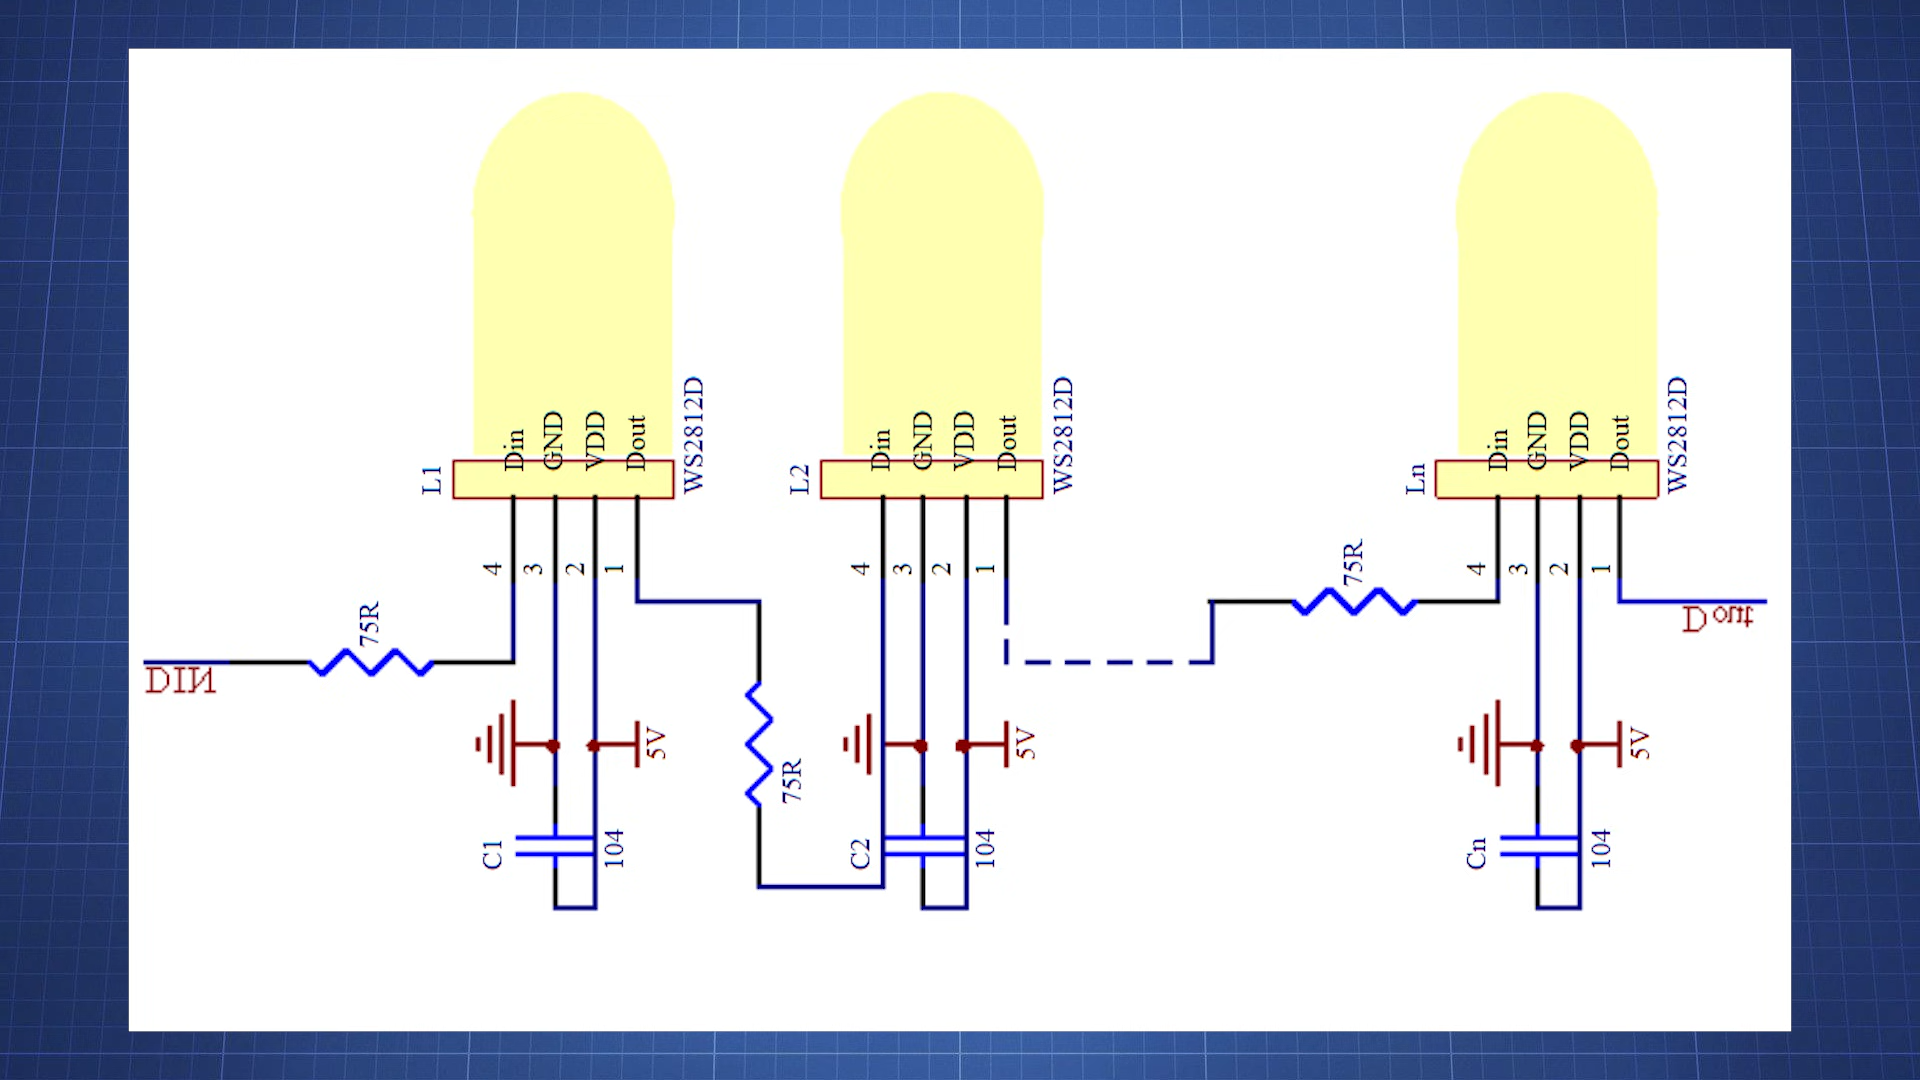 L1
Din
GND
VDD
Dout
WS2812D
4
3
2
1
L2
Din
GND
VDD
Dout
WS2812D
4
3
2
1
Ln
Din
GND
VDD
Dout
WS2812D
4
3
2
1
75R
DIN
75R
75R
Dout
5V
5V
5V
C1
104
C2
104
Cn
104